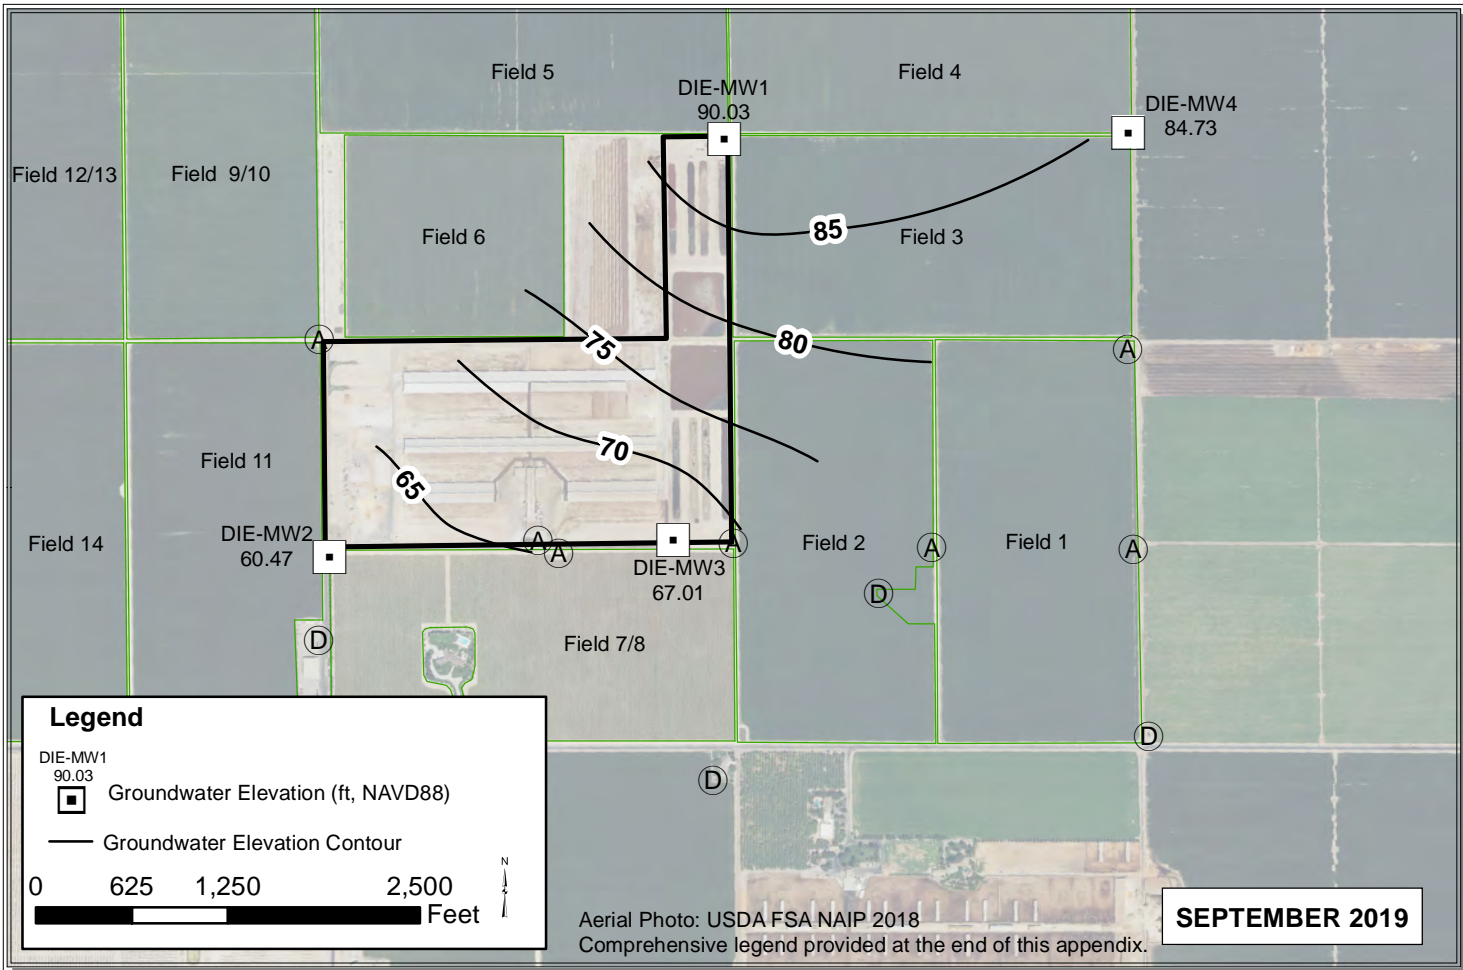 Field 5
Field 4
DIE-MW1
90.03
DIE-MW4
84.73
Field 12/13
Field 9/10
Field 6
85
Field 3
A
75
80
A
70
65
Field 11
DIE-MW2
60.47
Field 14
A
A
A
DIE-MW3
67.01
Field 2
A
Field 1
A
D
D
Field 7/8
D
D
Legend
DIE-MW1
90.03
Groundwater Elevation (ft, NAVD88)
Groundwater Elevation Contour
N
0 625 1,250 2,500
Feet
Aerial Photo: USDA FSA NAIP 2018
Comprehensive legend provided at the end of this appendix.
SEPTEMBER 2019